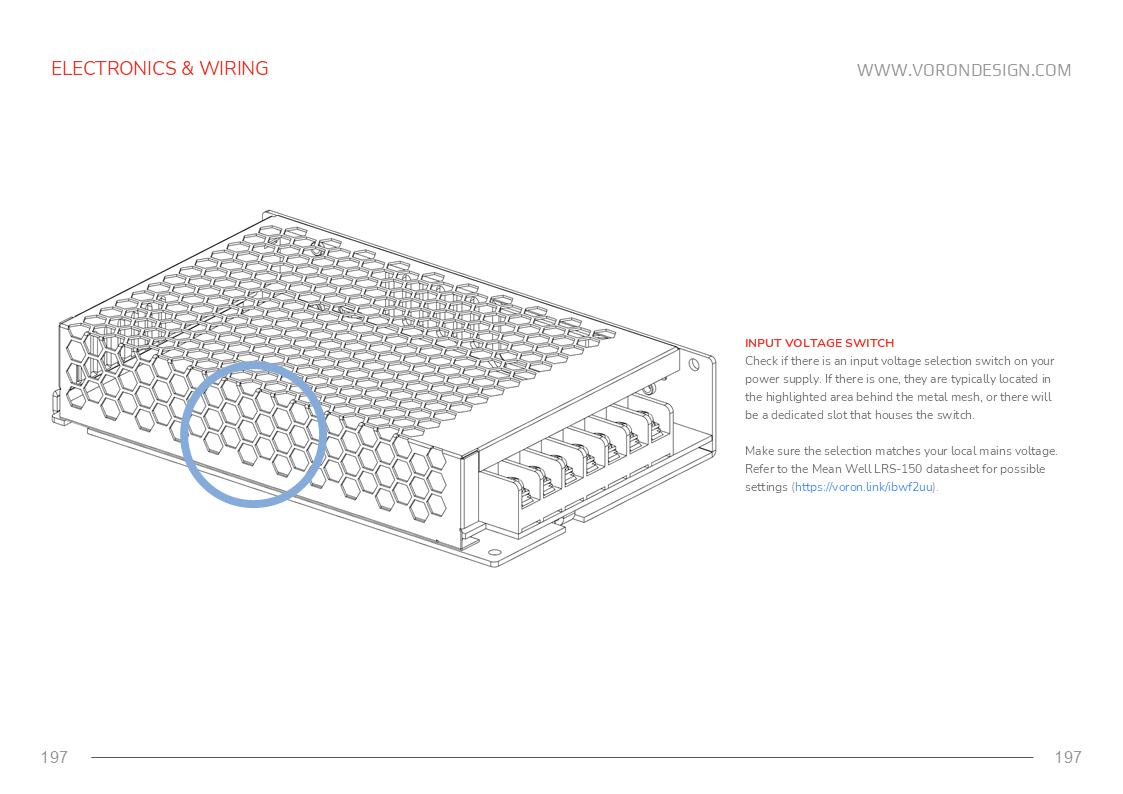 ELECTRONICS & WIRING
WWW.VORONDESIGN.COM
INPUT VOLTAGE SWITCH
Check if there is an input voltage selection switch on your
power supply. If there is one, they are typically located in
the highlighted area behind the metal mesh, or there will
be a dedicated slot that houses the switch.
Make sure the selection matches your local mains voltage.
Refer to the Mean Well LRS-150 datasheet for possible
settings (https://voron.link/ibwf2uu).
197
197